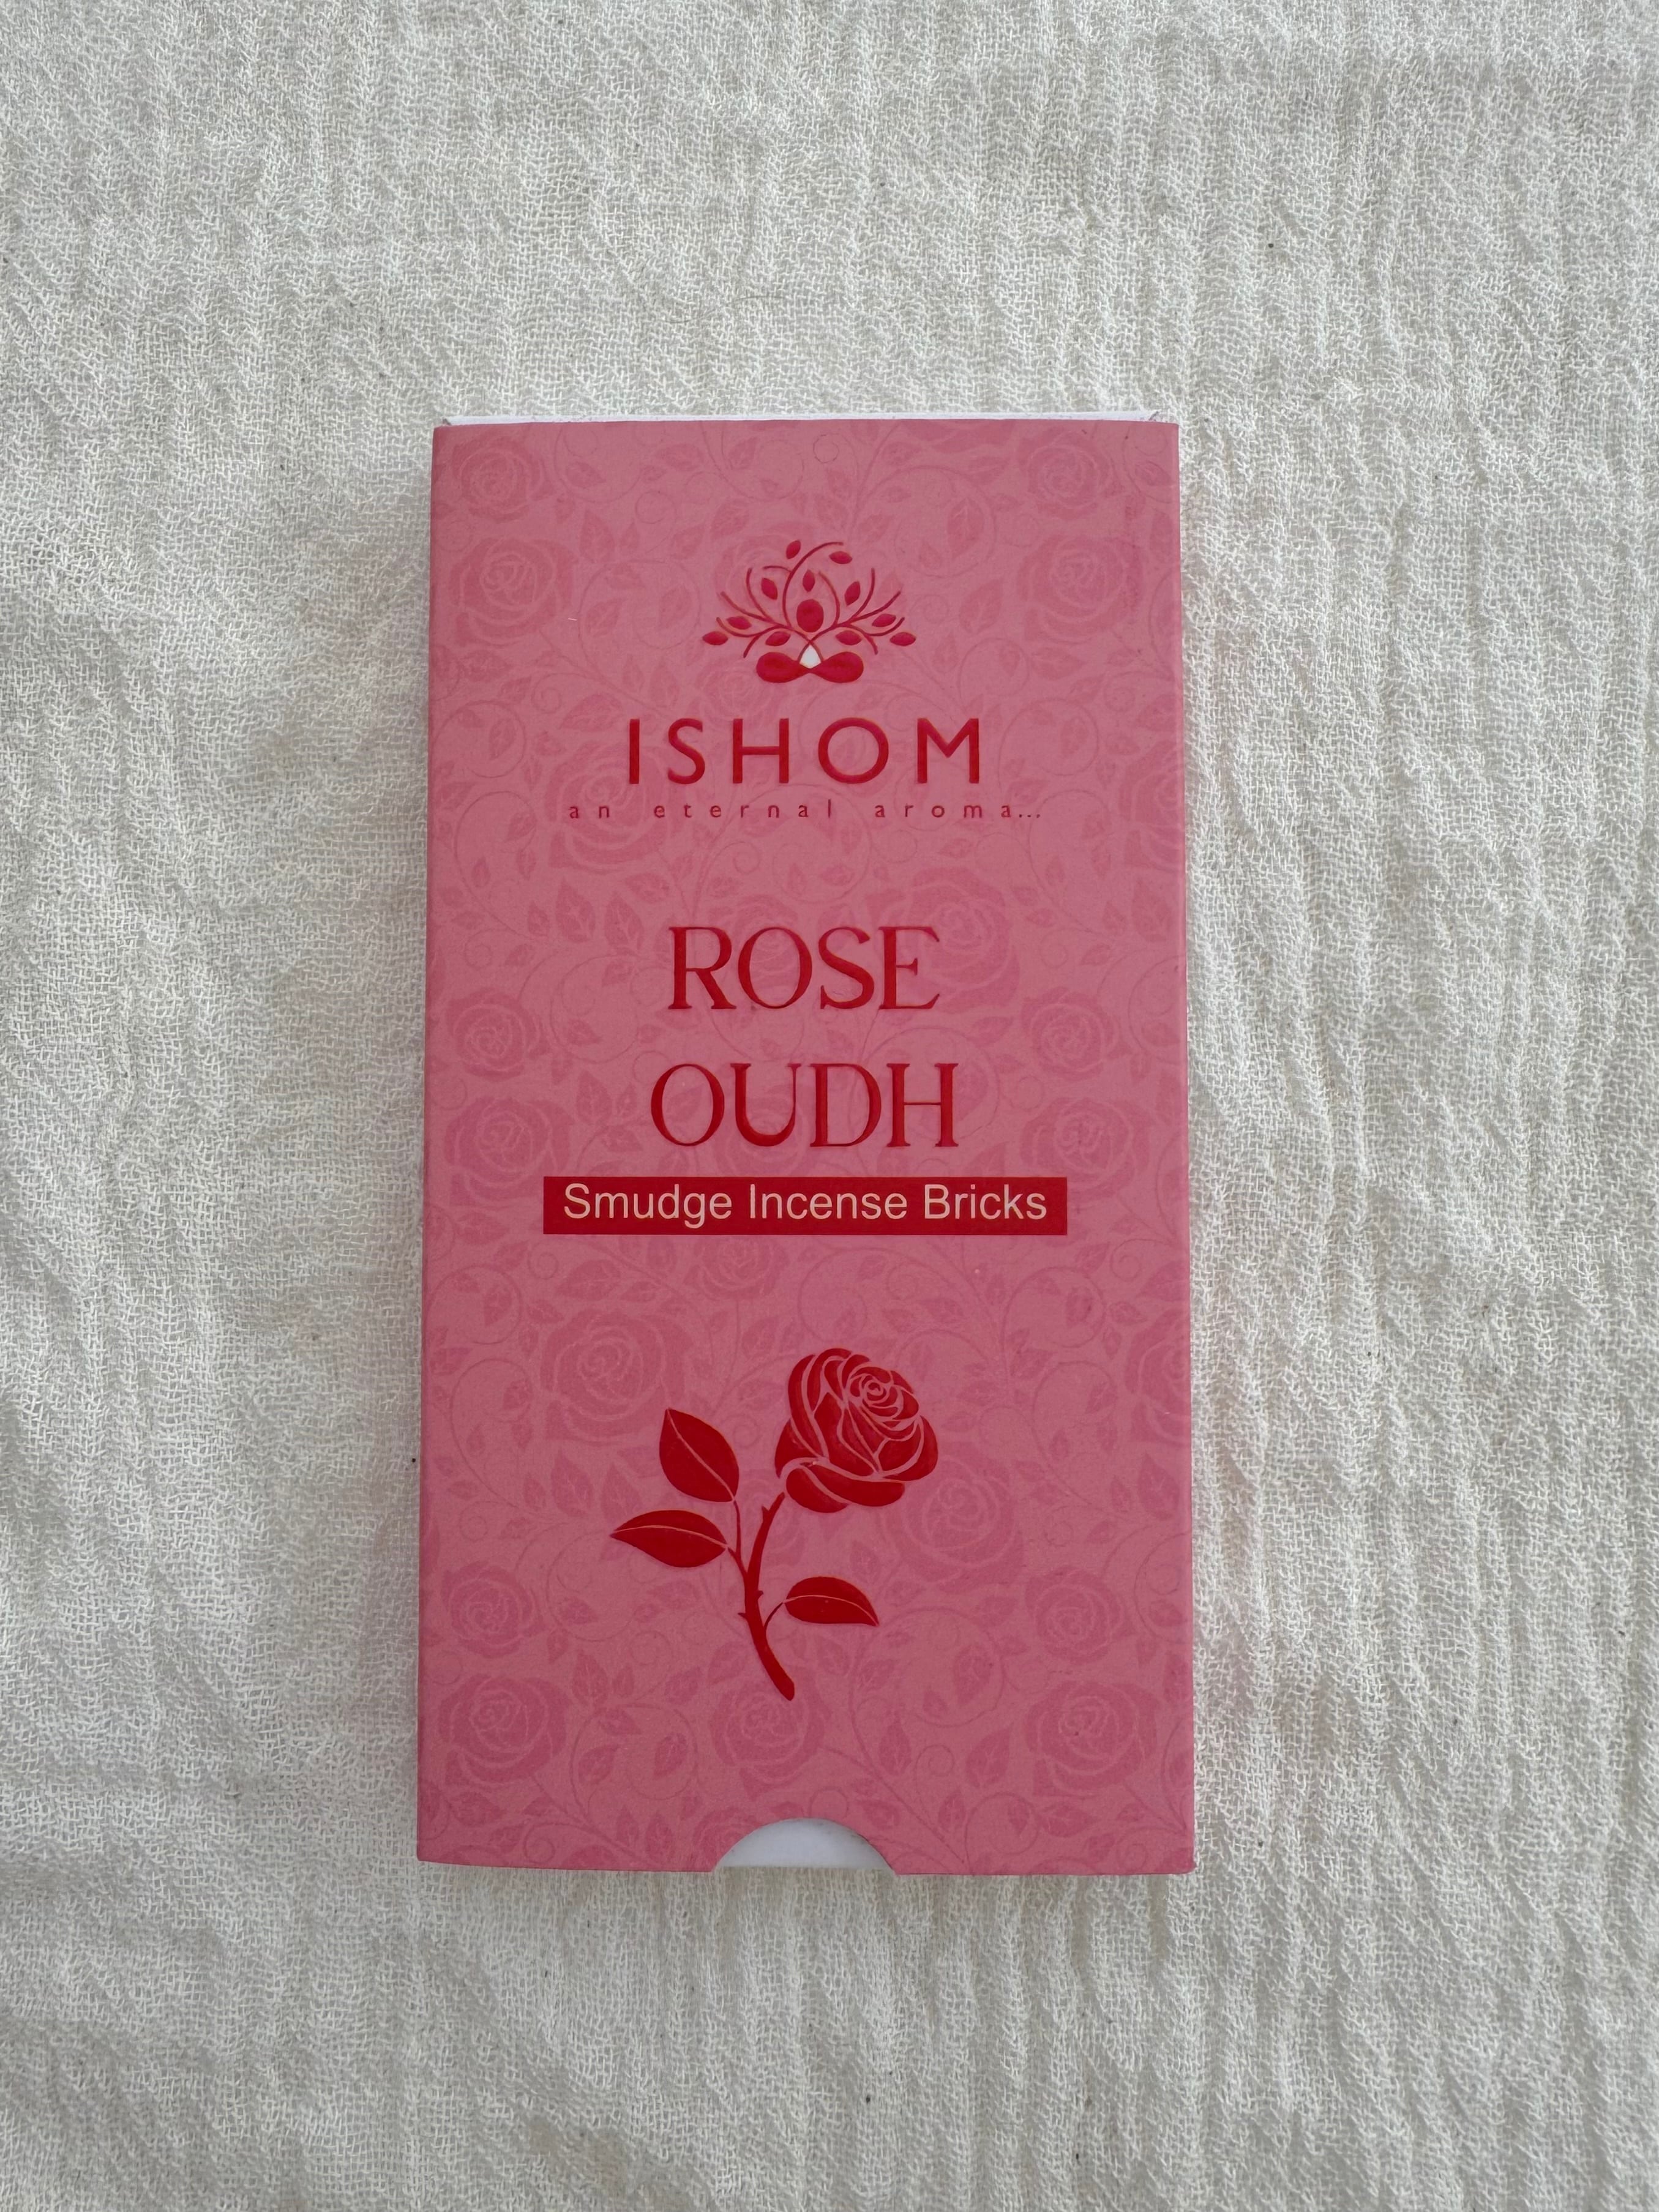 ISHOM
an eternal aroma...
ROSE
OUDH
Smudge Incense Bricks